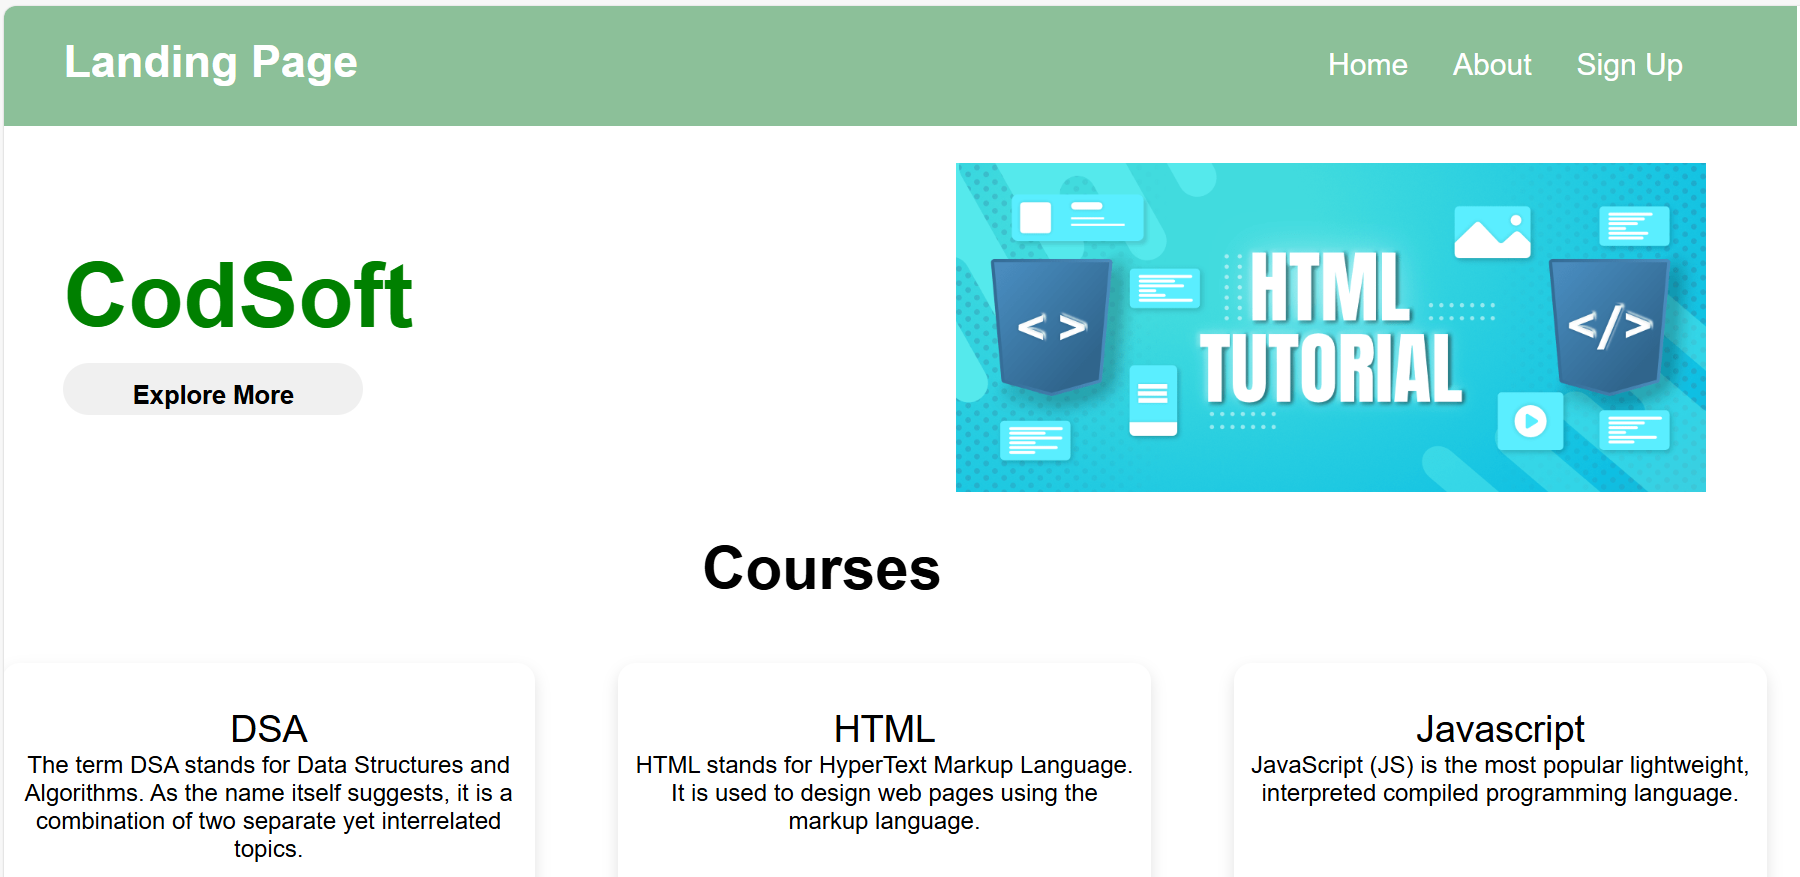 Landing Page
Home About Sign Up
CodSoft
Explore More
< >
HTML
TUTORIAL
</>
Courses
DSA
The term DSA stands for Data Structures and
Algorithms. As the name itself suggests, it is a
combination of two separate yet interrelated
topics.
HTML
HTML stands for HyperText Markup Language.
It is used to design web pages using the
markup language.
Javascript
JavaScript (JS) is the most popular lightweight,
interpreted compiled programming language.